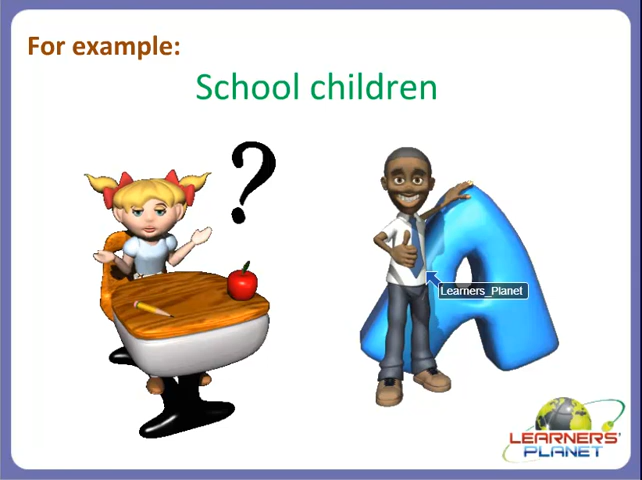 For example:
School children
?
A
Learners_Planet
LEARNERS'
PLANET